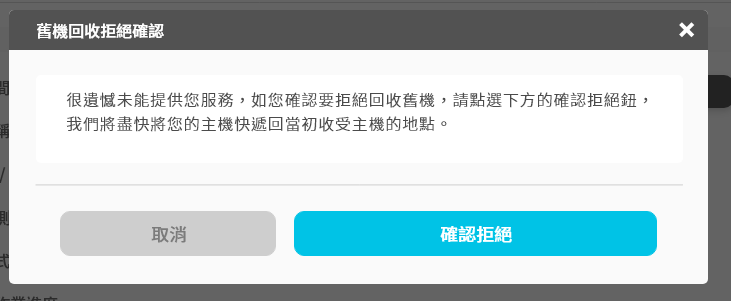 舊機回收拒絕確認
很遺憾未能提供您服務，如您確認要拒絕回收舊機，請點選下方的確認拒絕鈕，
我們將盡快將您的主機快遞回當初收受主機的地點。
取消
確認拒絕